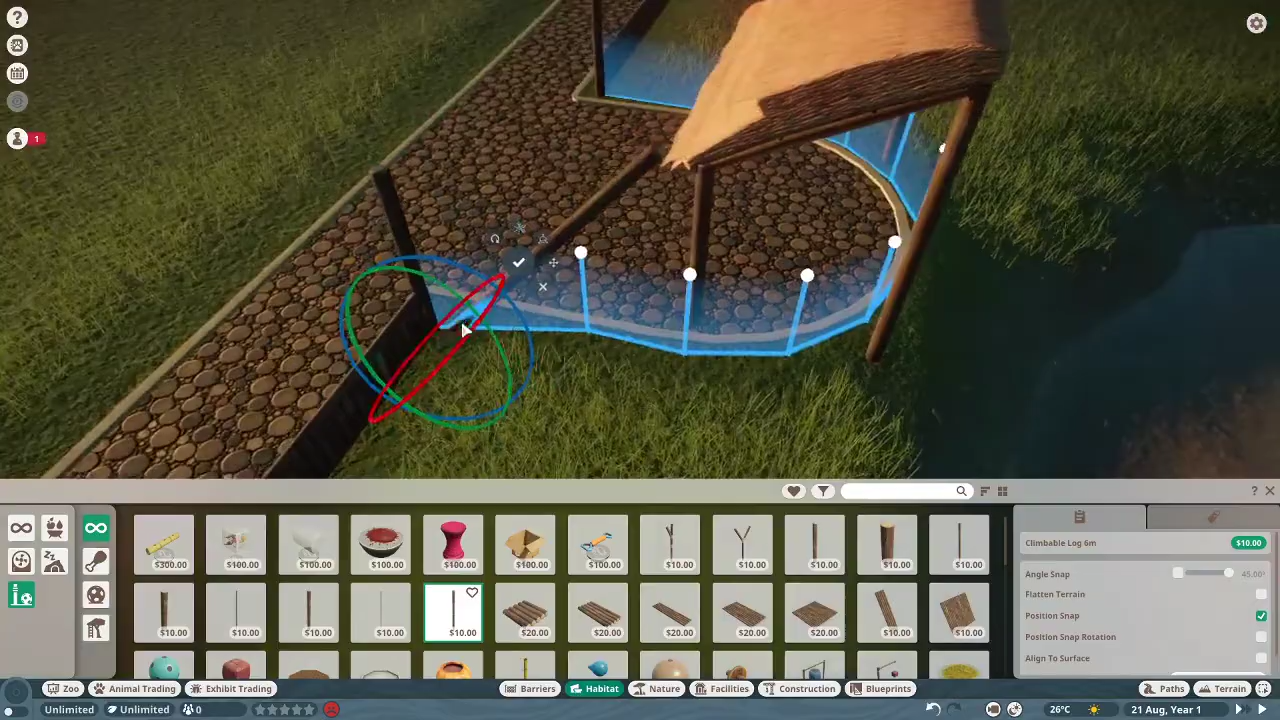 ?
1
? ×
$300.00 $100.00 $100.00 $100.00 $100.00 $100.00 $100.00 $10.00 $10.00 $10.00 $10.00 $10.00
Climbable Log 6m $10.00
Angle Snap 45.00°
Flatten Terrain
$10.00 $10.00 $10.00 $10.00 $10.00 $20.00 $20.00 $20.00 $20.00 $20.00 $10.00 $10.00
Position Snap
Position Snap Rotation
Align To Surface
Zoo Animal Trading Exhibit Trading Barriers Habitat Nature Facilities Construction Blueprints Paths Terrain
Unlimited Unlimited 0 26°C 21 Aug, Year 1